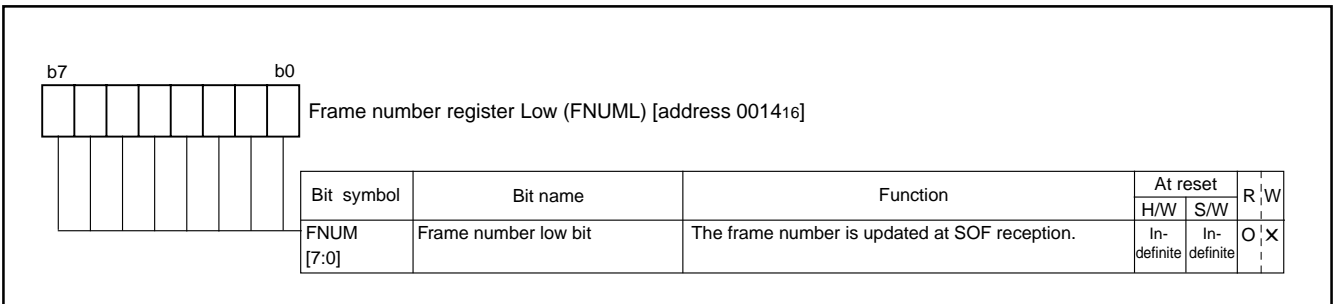 b7 b0
Frame number register Low (FNUML) [address 001416]
Bit symbol Bit name Function At reset R W
H/W S/W
FNUM Frame number low bit The frame number is updated at SOF reception. In- In- O ✕
[7:0] definite definite